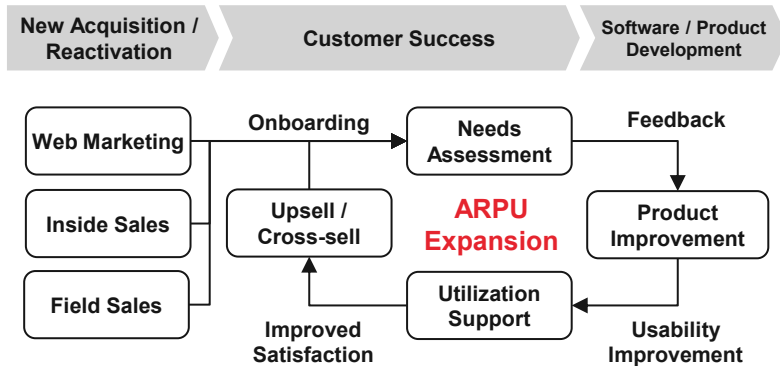 New Acquisition /
Reactivation
Customer Success
Software / Product
Development
Web Marketing
Onboarding
Needs
Assessment
Feedback
Inside Sales
Upsell /
Cross-sell
ARPU
Expansion
Product
Improvement
Field Sales
Improved
Satisfaction
Utilization
Support
Usability
Improvement